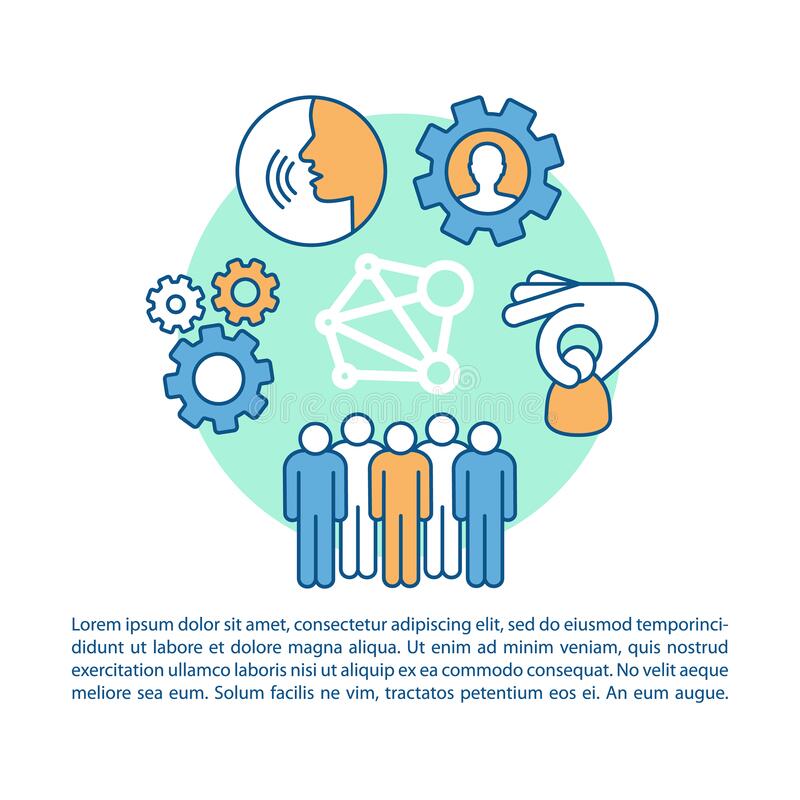 dreamstime
Lorem ipsum dolor sit amet, consectetur adipiscing elit, sed do eiusmod temporinci-
didunt ut labore et dolore magna aliqua. Ut enim ad minim veniam, quis nostrud
exercitation ullamco laboris nisi ut aliquip ex ea commodo consequat. No velit aeque
meliore sea eum. Solum facilis ne vim, tractatos petentium eos ei. An eum augue.